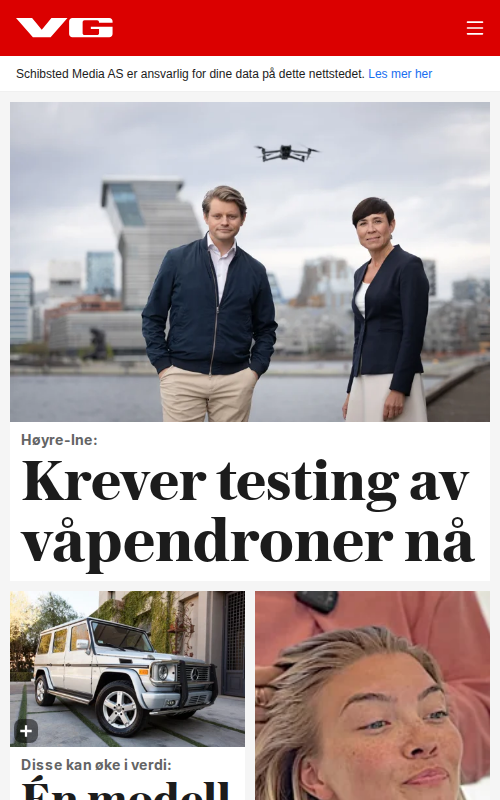 VG
Schibsted Media AS er ansvarlig for dine data på dette nettstedet. Les mer her
Høyre-Ine:
Krever testing av
våpendroner nå
Disse kan øke i verdi:
Én modell